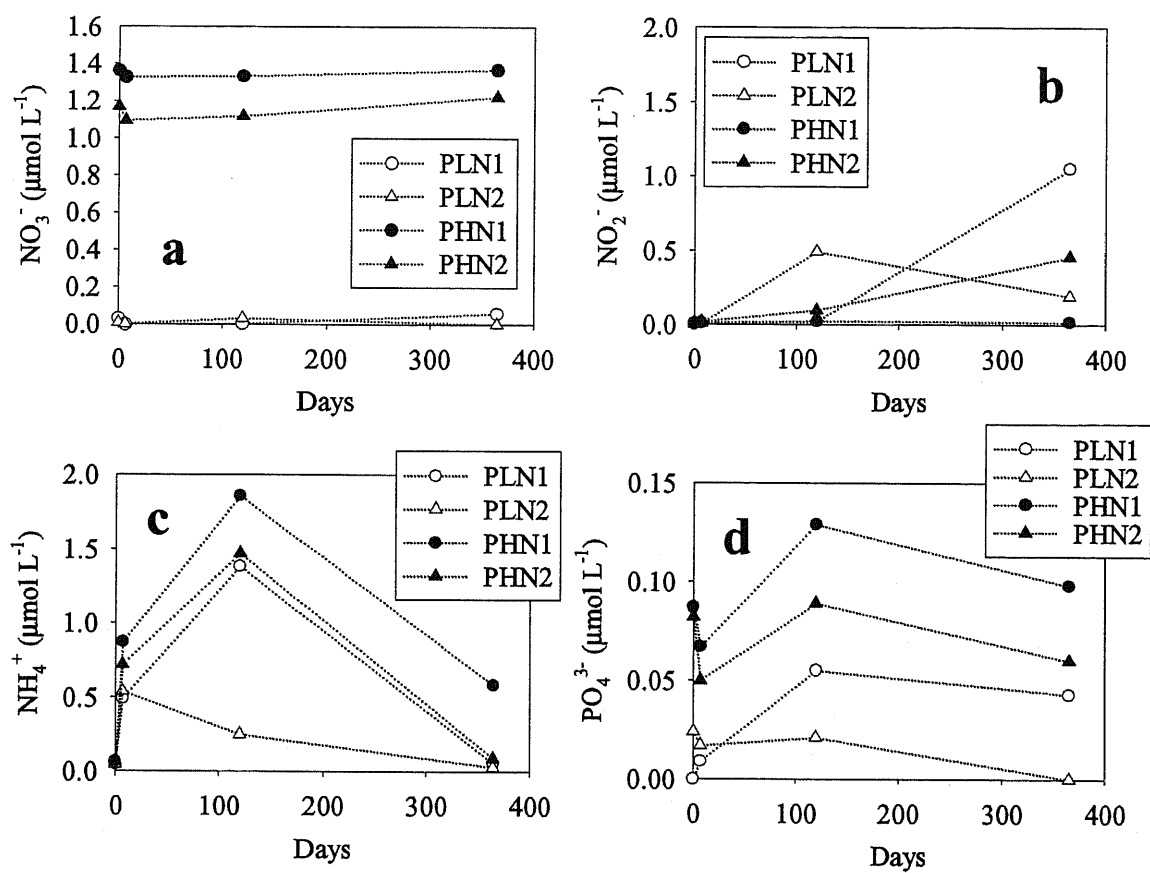 NO₃⁻ (μmol L⁻¹)
1.6
1.4
1.2
1.0
0.8
0.6
0.4
0.2
0.0
a
PLN1
PLN2
PHN1
PHN2
0 100 200 300 400
Days
NO₂⁻ (μmol L⁻¹)
2.0
1.5
1.0
0.5
0.0
PLN1
PLN2
PHN1
PHN2
b
0 100 200 300 400
Days
NH₄⁺ (μmol L⁻¹)
2.0
1.5
1.0
0.5
0.0
c
PLN1
PLN2
PHN1
PHN2
0 100 200 300 400
Days
PO₄³⁻ (μmol L⁻¹)
0.15
0.10
0.05
0.00
d
PLN1
PLN2
PHN1
PHN2
0 100 200 300 400
Days